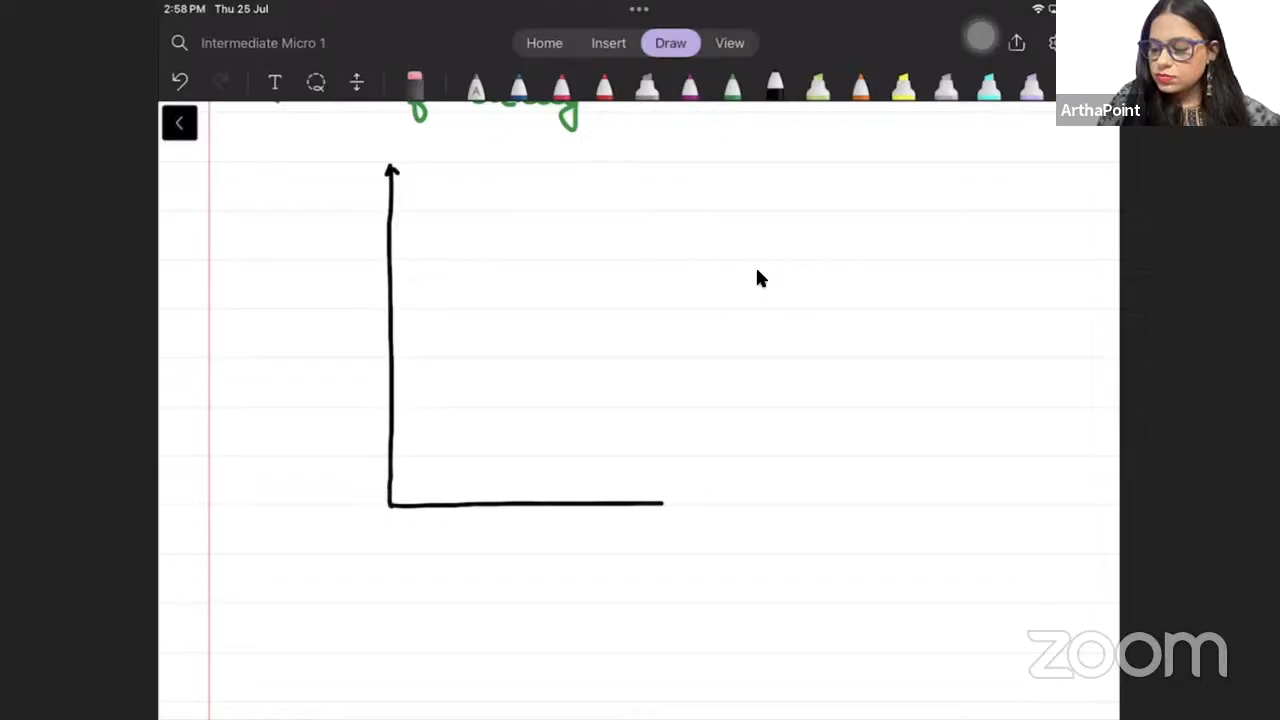 2:58 PM Thu 25 Jul
Intermediate Micro 1
Home Insert Draw View
T
A
ArthaPoint
zoom